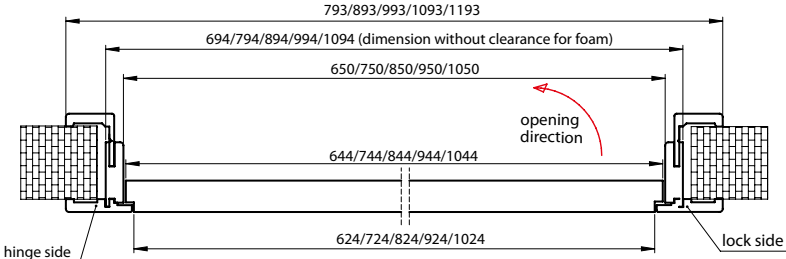 793/893/993/1093/1193
694/794/894/994/1094 (dimension without clearance for foam)
650/750/850/950/1050
opening
direction
644/744/844/944/1044
624/724/824/924/1024
hinge side
lock side